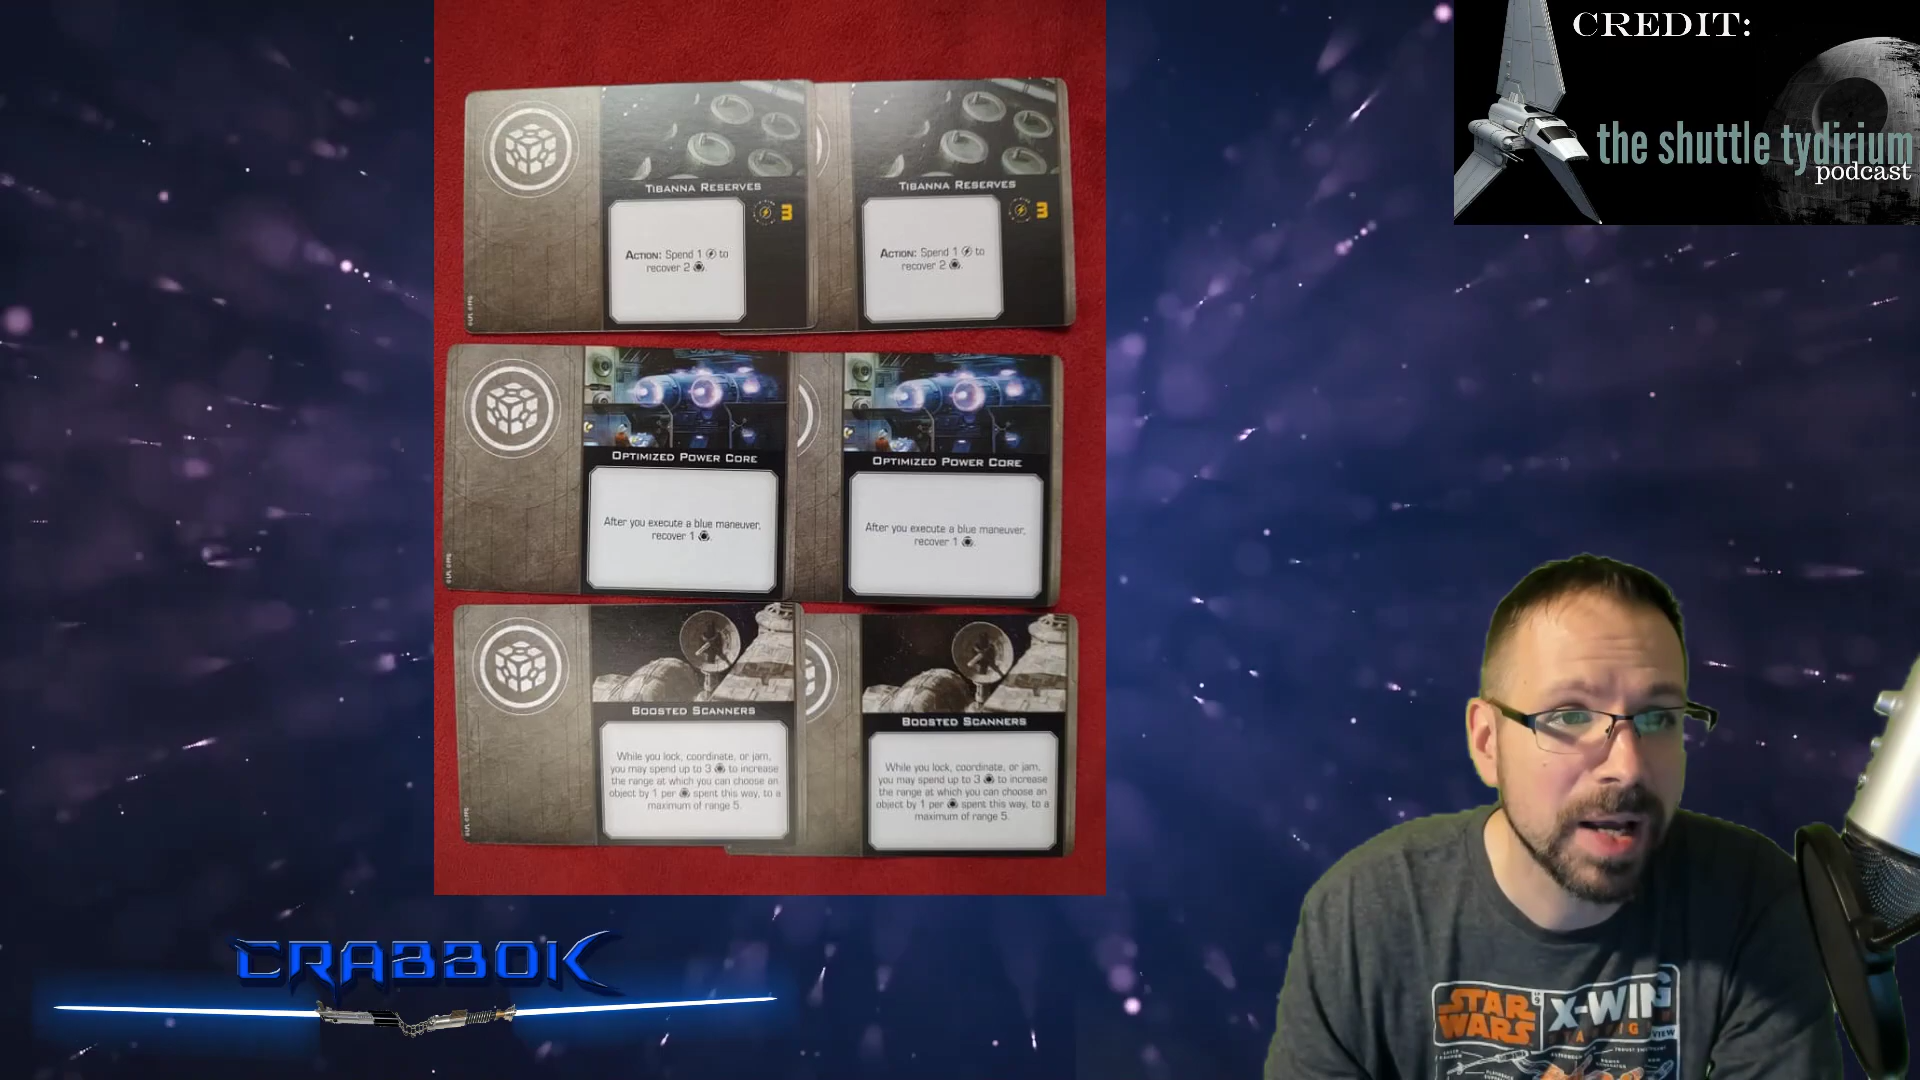 CREDIT:
the shuttle tydirium
podcast
TIBANNA RESERVES
3
ACTION: Spend 1 to
recover 2 .
TIBANNA RESERVES
3
ACTION: Spend 1 to
recover 2 .
OPTIMIZED POWER CORE
After you execute a blue maneuver,
recover 1 .
OPTIMIZED POWER CORE
After you execute a blue maneuver,
recover 1 .
BOOSTED SCANNERS
While you lock, coordinate, or jam,
you may spend up to 3 to increase
the range at which you can choose an
object by 1 per spent this way, to a
maximum of range 5.
BOOSTED SCANNERS
While you lock, coordinate, or jam,
you may spend up to 3 to increase
the range at which you can choose an
object by 1 per spent this way, to a
maximum of range 5.
CRABBOK
STAR
WARS
X-WING
VIEW